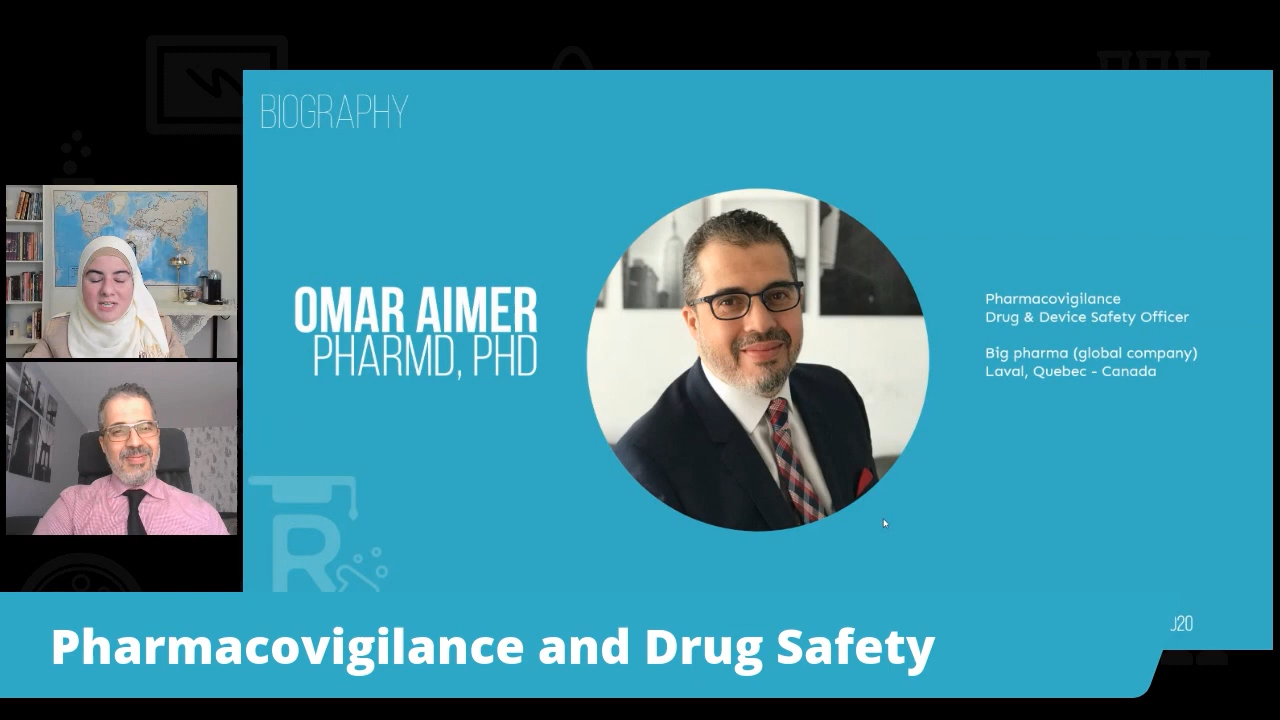 BIOGRAPHY
OMAR AIMER
PHARMD, PHD
Pharmacovigilance
Drug & Device Safety Officer
Big pharma (global company)
Laval, Quebec - Canada
R
Pharmacovigilance and Drug Safety